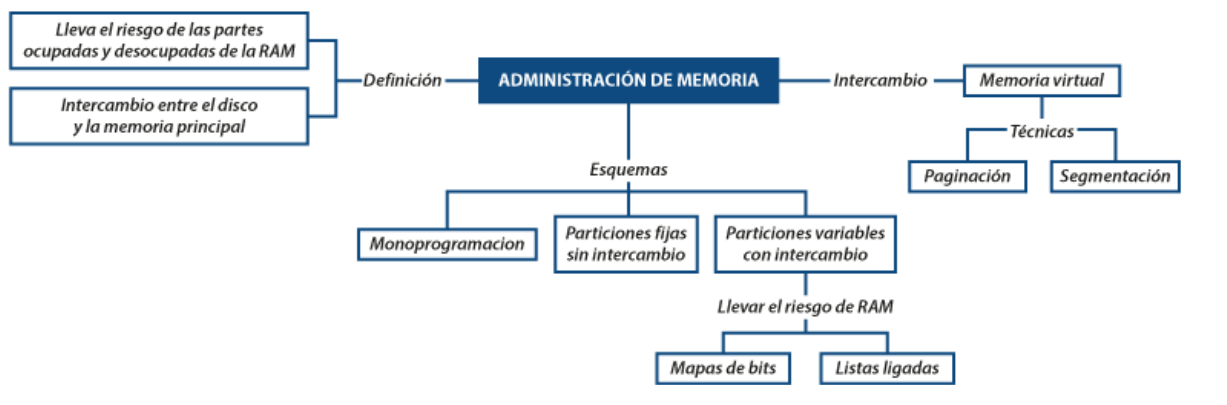 Lleva el riesgo de las partes
ocupadas y desocupadas de la RAM
Intercambio entre el disco
y la memoria principal
Definición
ADMINISTRACIÓN DE MEMORIA
Intercambio
Memoria virtual
Técnicas
Paginación
Segmentación
Esquemas
Monoprogramacion
Particiones fijas
sin intercambio
Particiones variables
con intercambio
Llevar el riesgo de RAM
Mapas de bits
Listas ligadas